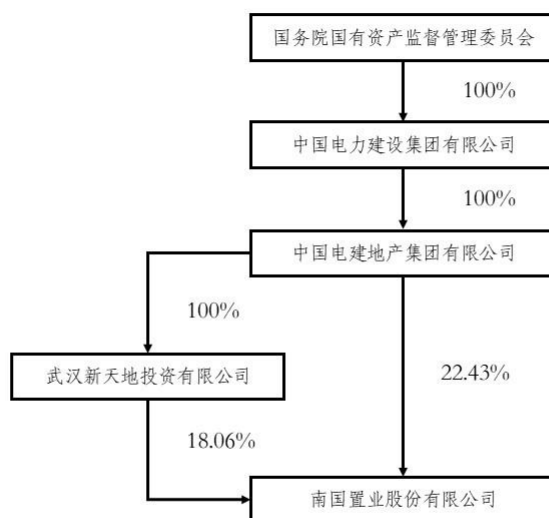 国务院国有资产监督管理委员会
100%
中国电力建设集团有限公司
100%
中国电建地产集团有限公司
100%
武汉新天地投资有限公司
22.43%
18.06%
南国置业股份有限公司